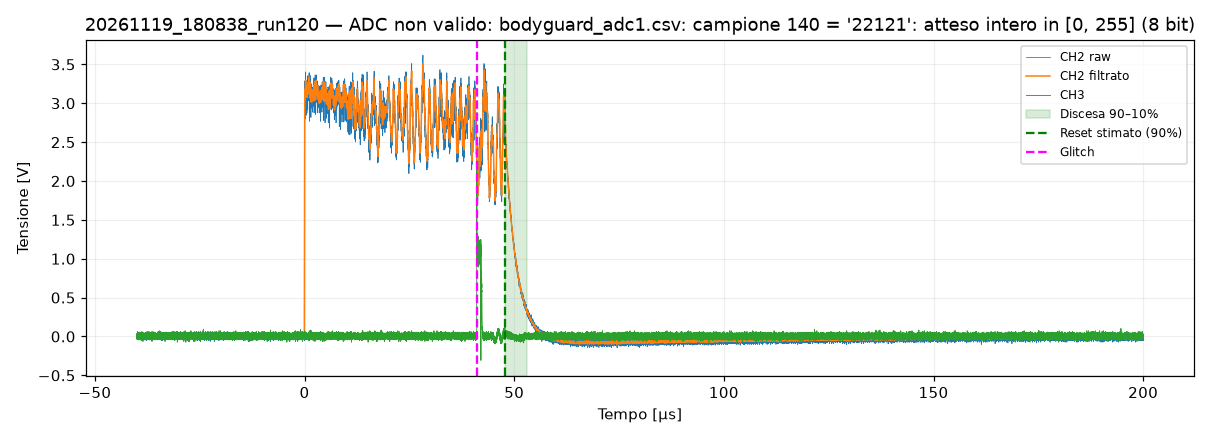 20261119_180838_run120 — ADC non valido: bodyguard_adc1.csv: campione 140 = '22121': atteso intero in [0, 255] (8 bit)
Tensione [V]
3.5
3.0
2.5
2.0
1.5
1.0
0.5
0.0
−0.5
CH2 raw
CH2 filtrato
CH3
Discesa 90–10%
Reset stimato (90%)
Glitch
−50
0
50
100
150
200
Tempo [µs]